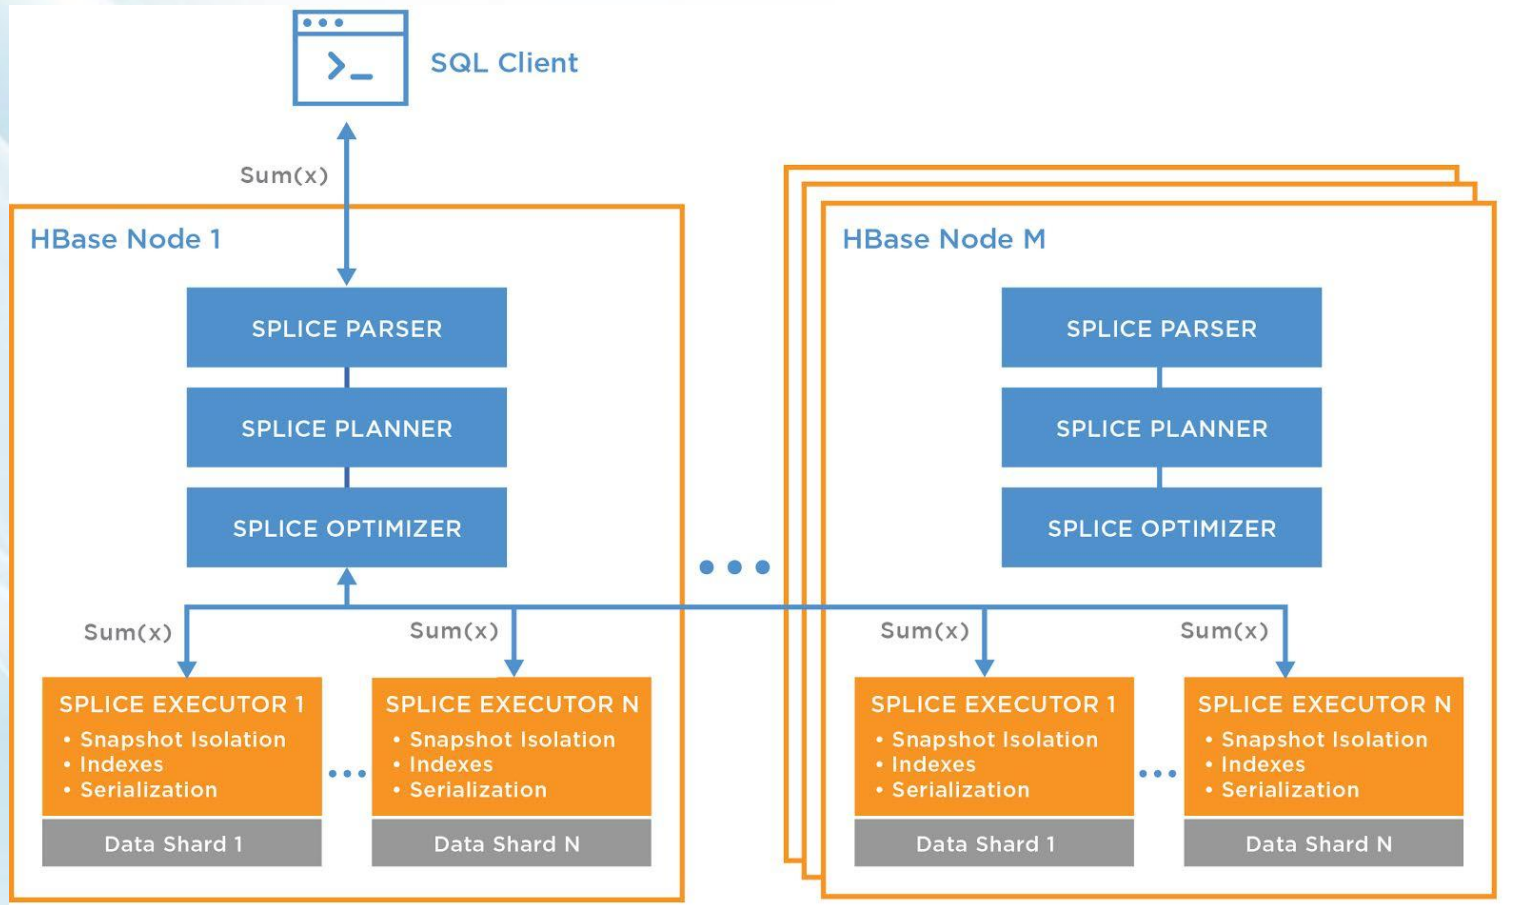 SQL Client
Sum(x)
HBase Node 1
SPLICE PARSER
SPLICE PLANNER
SPLICE OPTIMIZER
Sum(x)
Sum(x)
SPLICE EXECUTOR 1
• Snapshot Isolation
• Indexes
• Serialization
Data Shard 1
SPLICE EXECUTOR N
• Snapshot Isolation
• Indexes
• Serialization
Data Shard N
HBase Node M
SPLICE PARSER
SPLICE PLANNER
SPLICE OPTIMIZER
Sum(x)
Sum(x)
SPLICE EXECUTOR 1
• Snapshot Isolation
• Indexes
• Serialization
Data Shard 1
SPLICE EXECUTOR N
• Snapshot Isolation
• Indexes
• Serialization
Data Shard N